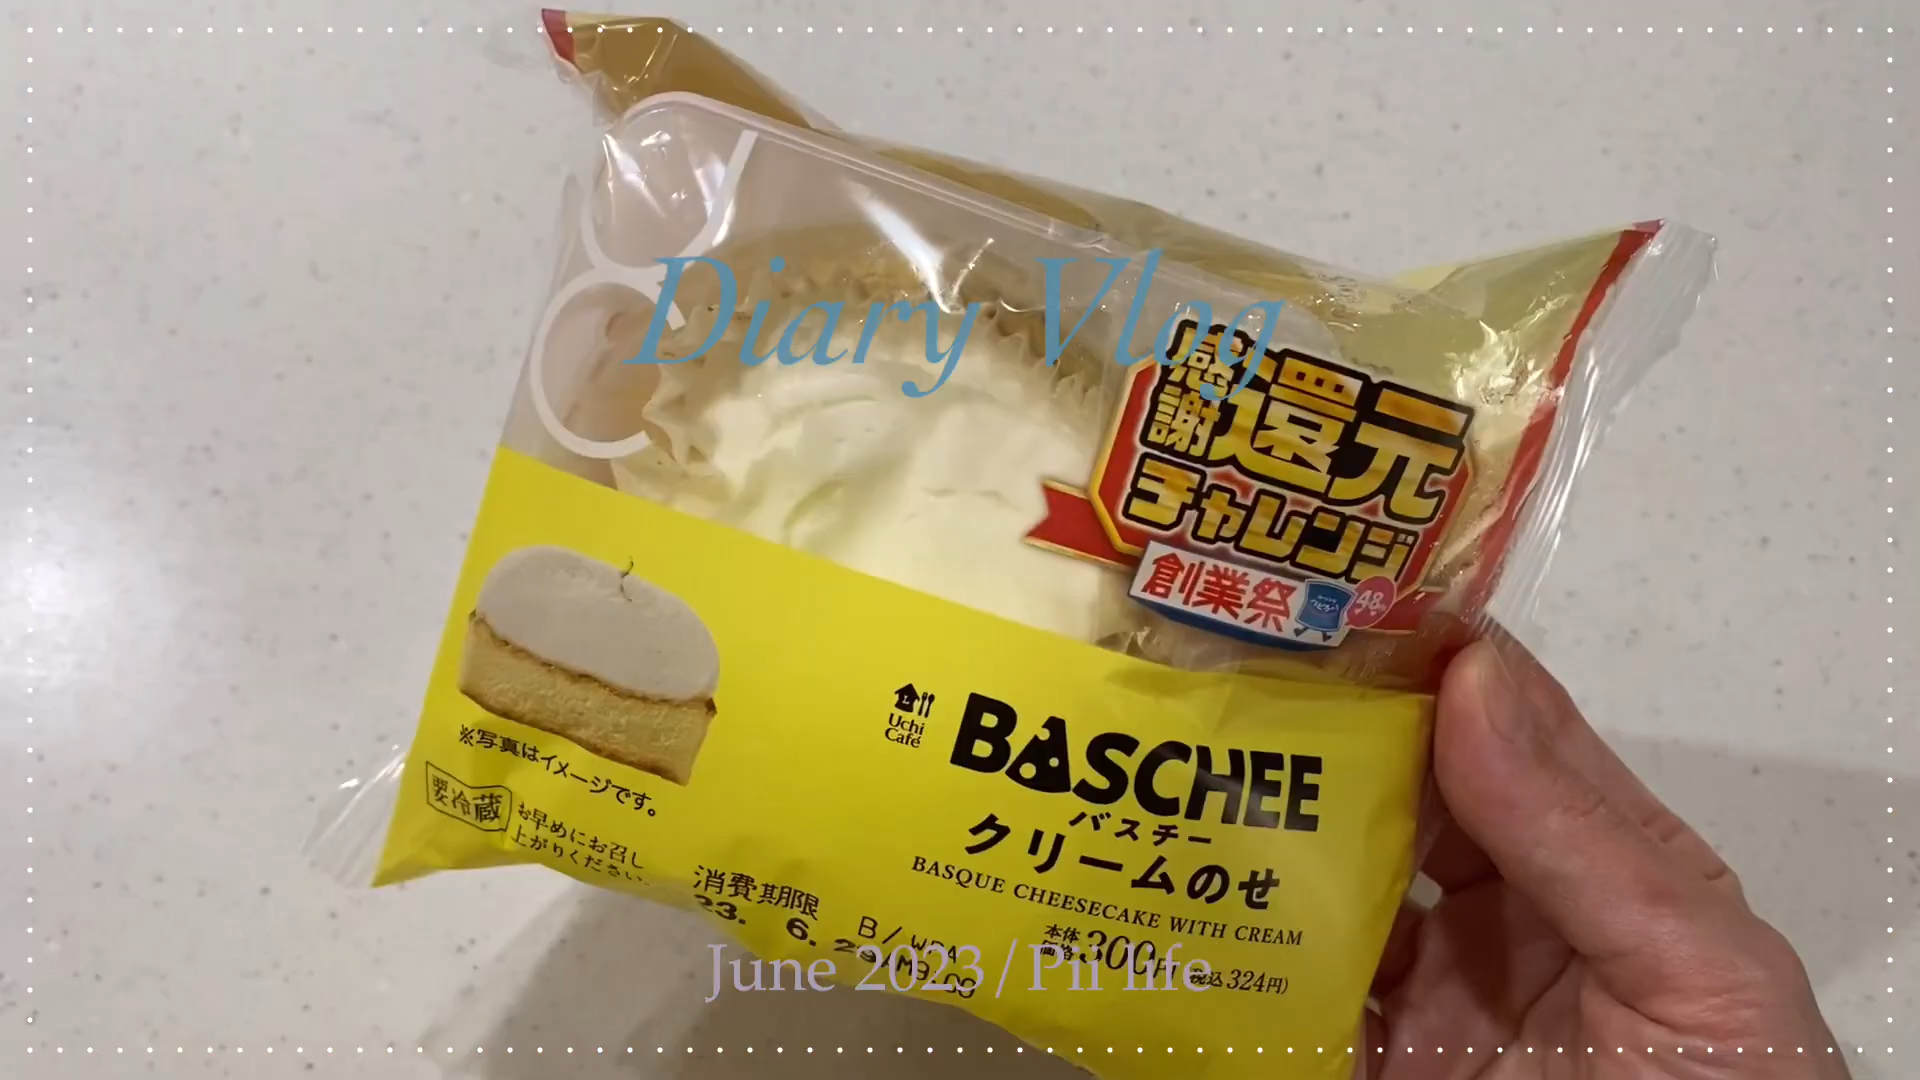 Diary Vlog
感謝
還元
チャレンジ
創業祭
48
Uchi
Café
BASCHEE
バスチー
クリームのせ
BASQUE CHEESECAKE WITH CREAM
本体
価格300円(税込324円)
※写真はイメージです。
要冷蔵
お早めにお召し
上がりください。
消費期限
23. 6.
June 2023 / Pii life